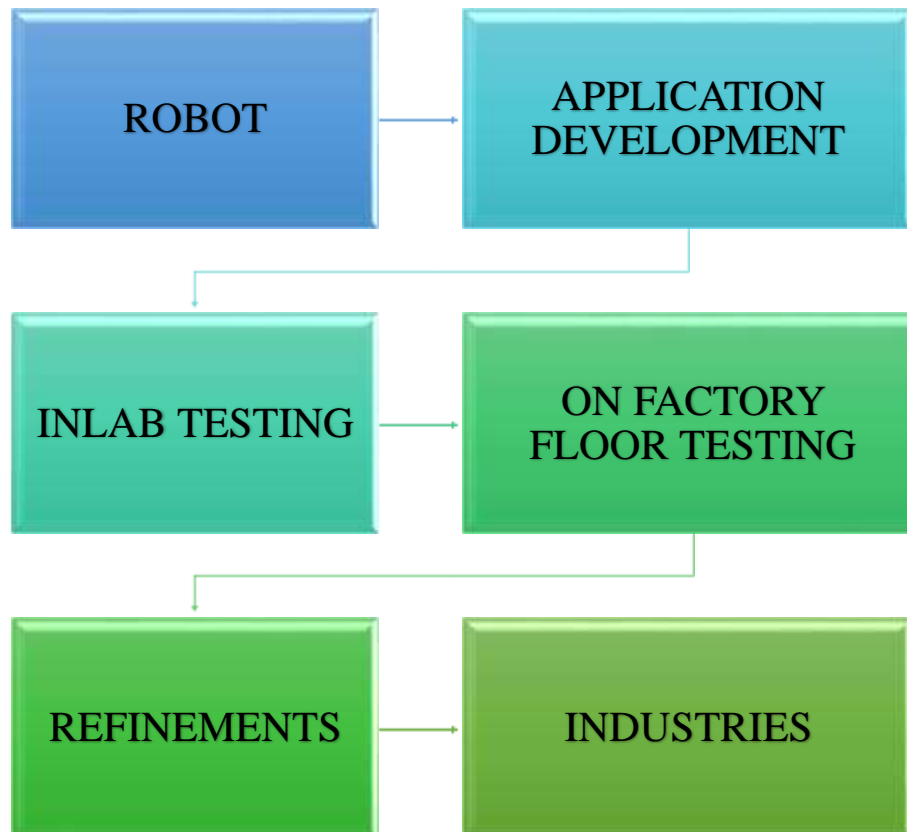 ROBOT
APPLICATION
DEVELOPMENT
INLAB TESTING
ON FACTORY
FLOOR TESTING
REFINEMENTS
INDUSTRIES